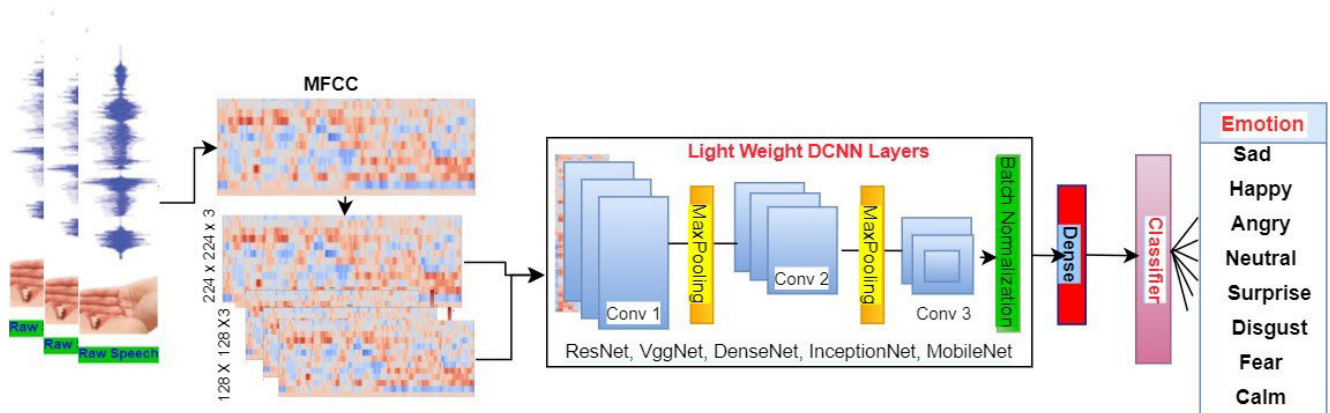 MFCC
Raw
Raw
Raw Speech
224 x 224 x 3
128 X 128 X3
Light Weight DCNN Layers
Conv 1
MaxPooling
Conv 2
MaxPooling
Conv 3
Batch Normalization
ResNet, VggNet, DenseNet, InceptionNet, MobileNet
Dense
Classifier
Emotion
Sad
Happy
Angry
Neutral
Surprise
Disgust
Fear
Calm